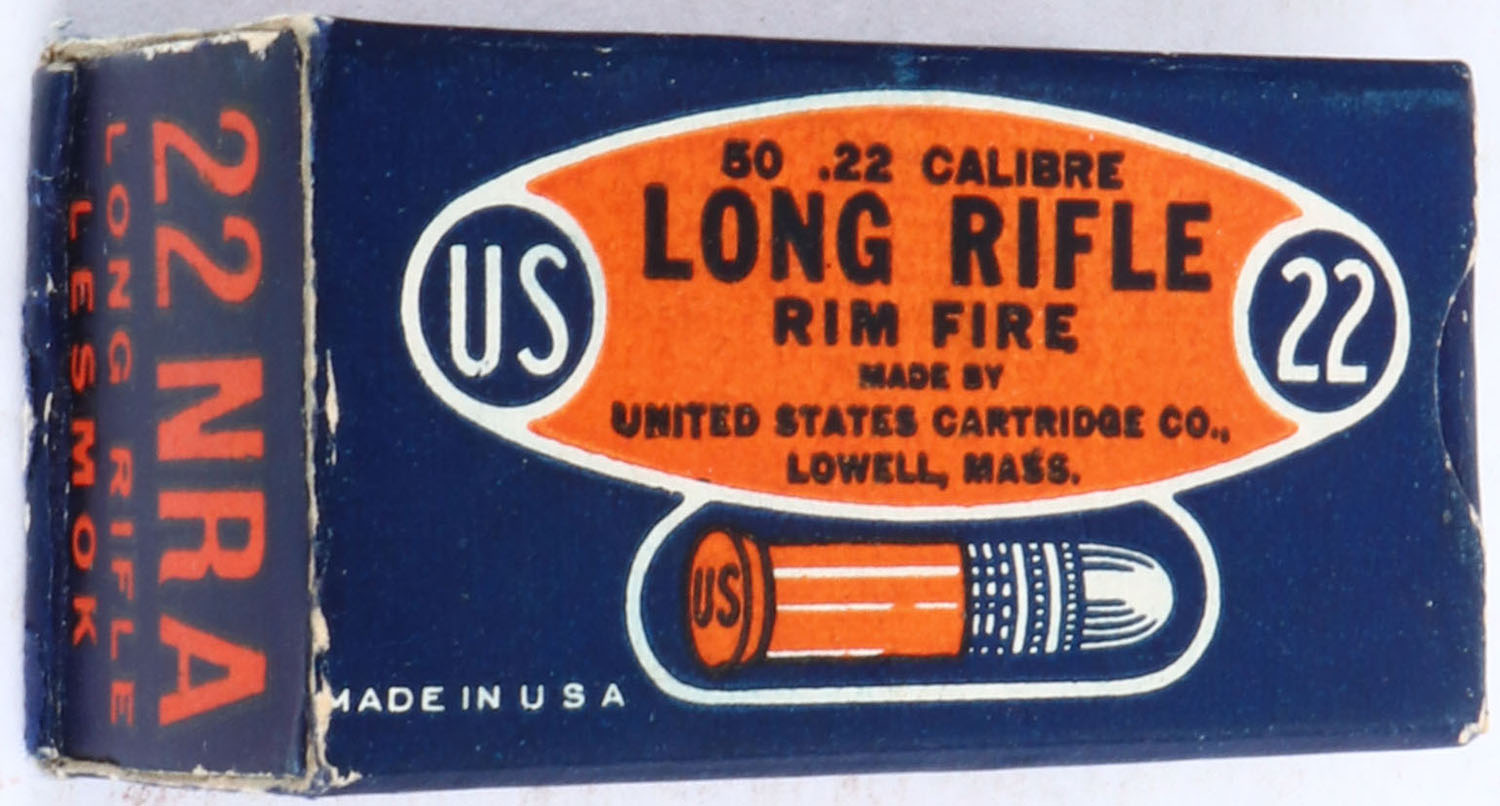 22 NRA
LONG RIFLE
LESMOK
50 .22 CALIBRE
LONG RIFLE
RIM FIRE
MADE BY
UNITED STATES CARTRIDGE CO.,
LOWELL, MASS.
US
22
US
MADE IN U S A